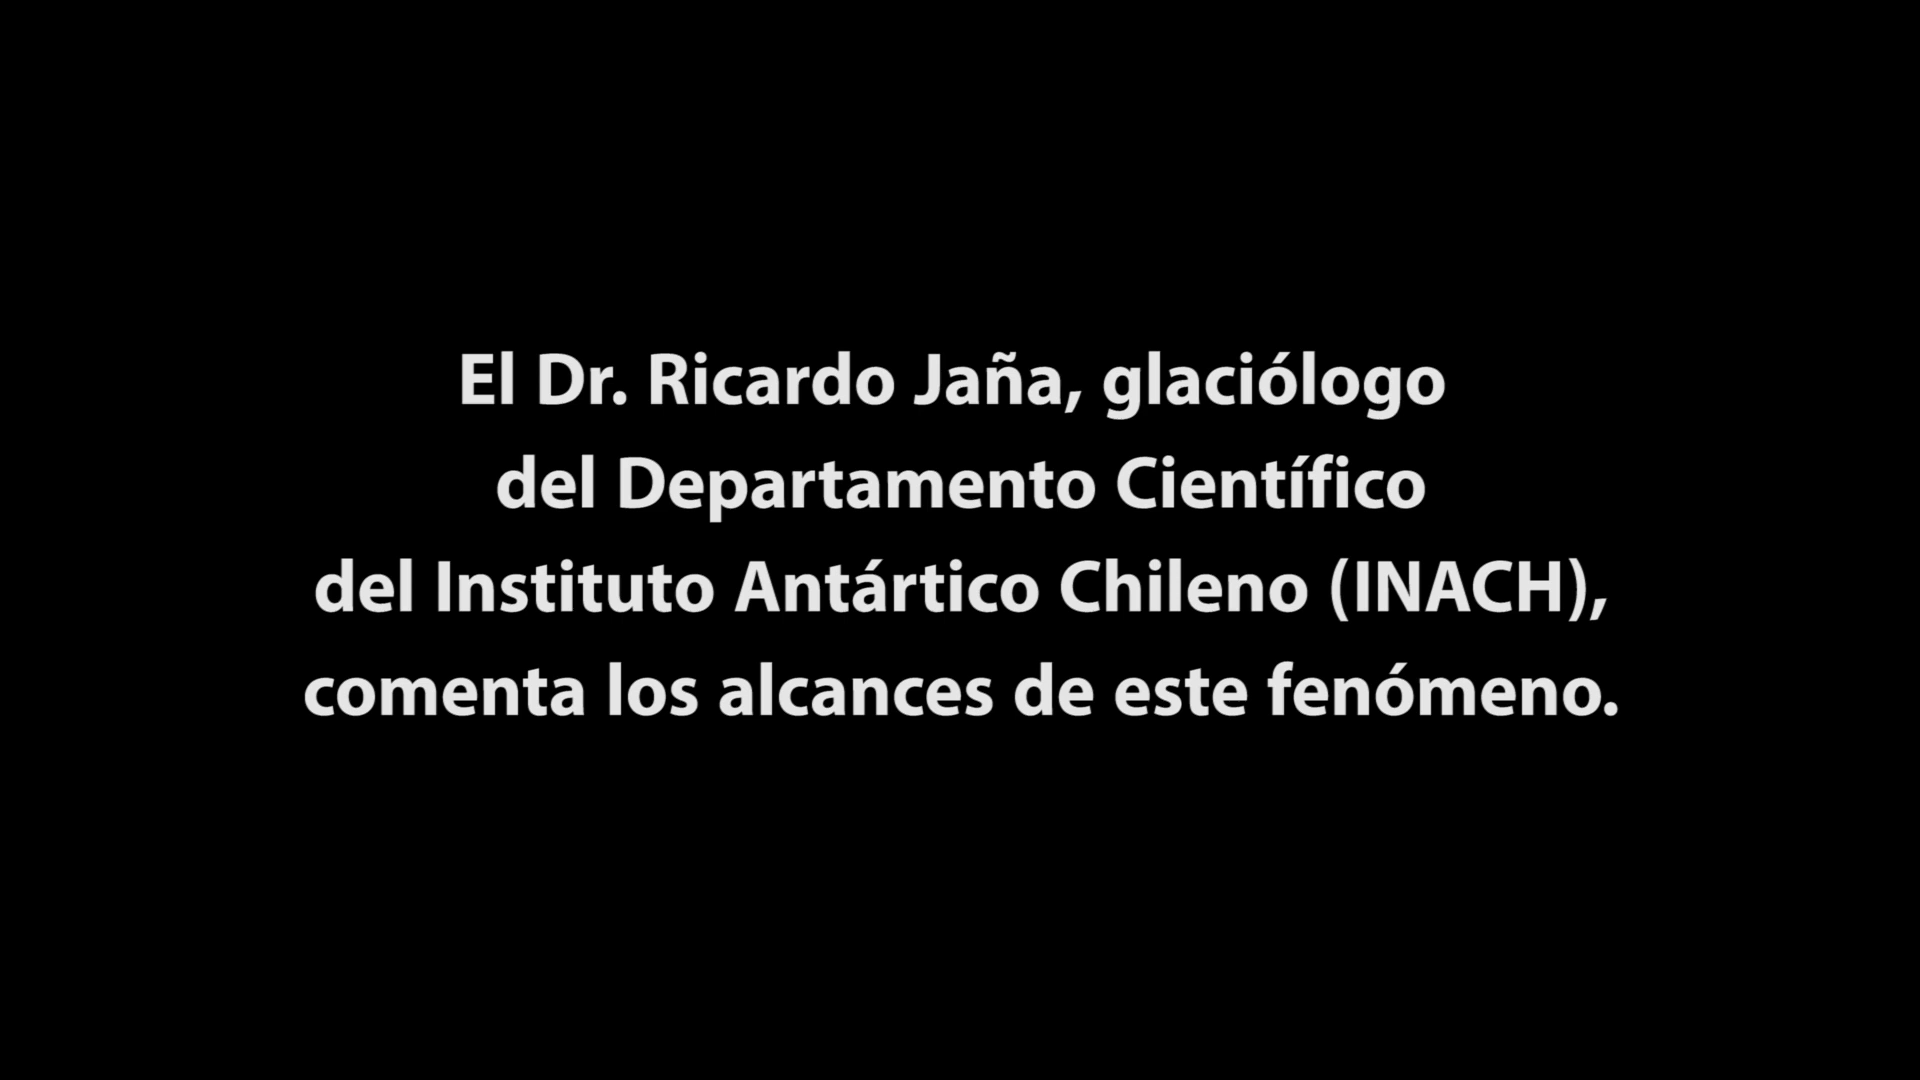 El Dr. Ricardo Jaña, glaciólogo
del Departamento Científico
del Instituto Antártico Chileno (INACH),
comenta los alcances de este fenómeno.